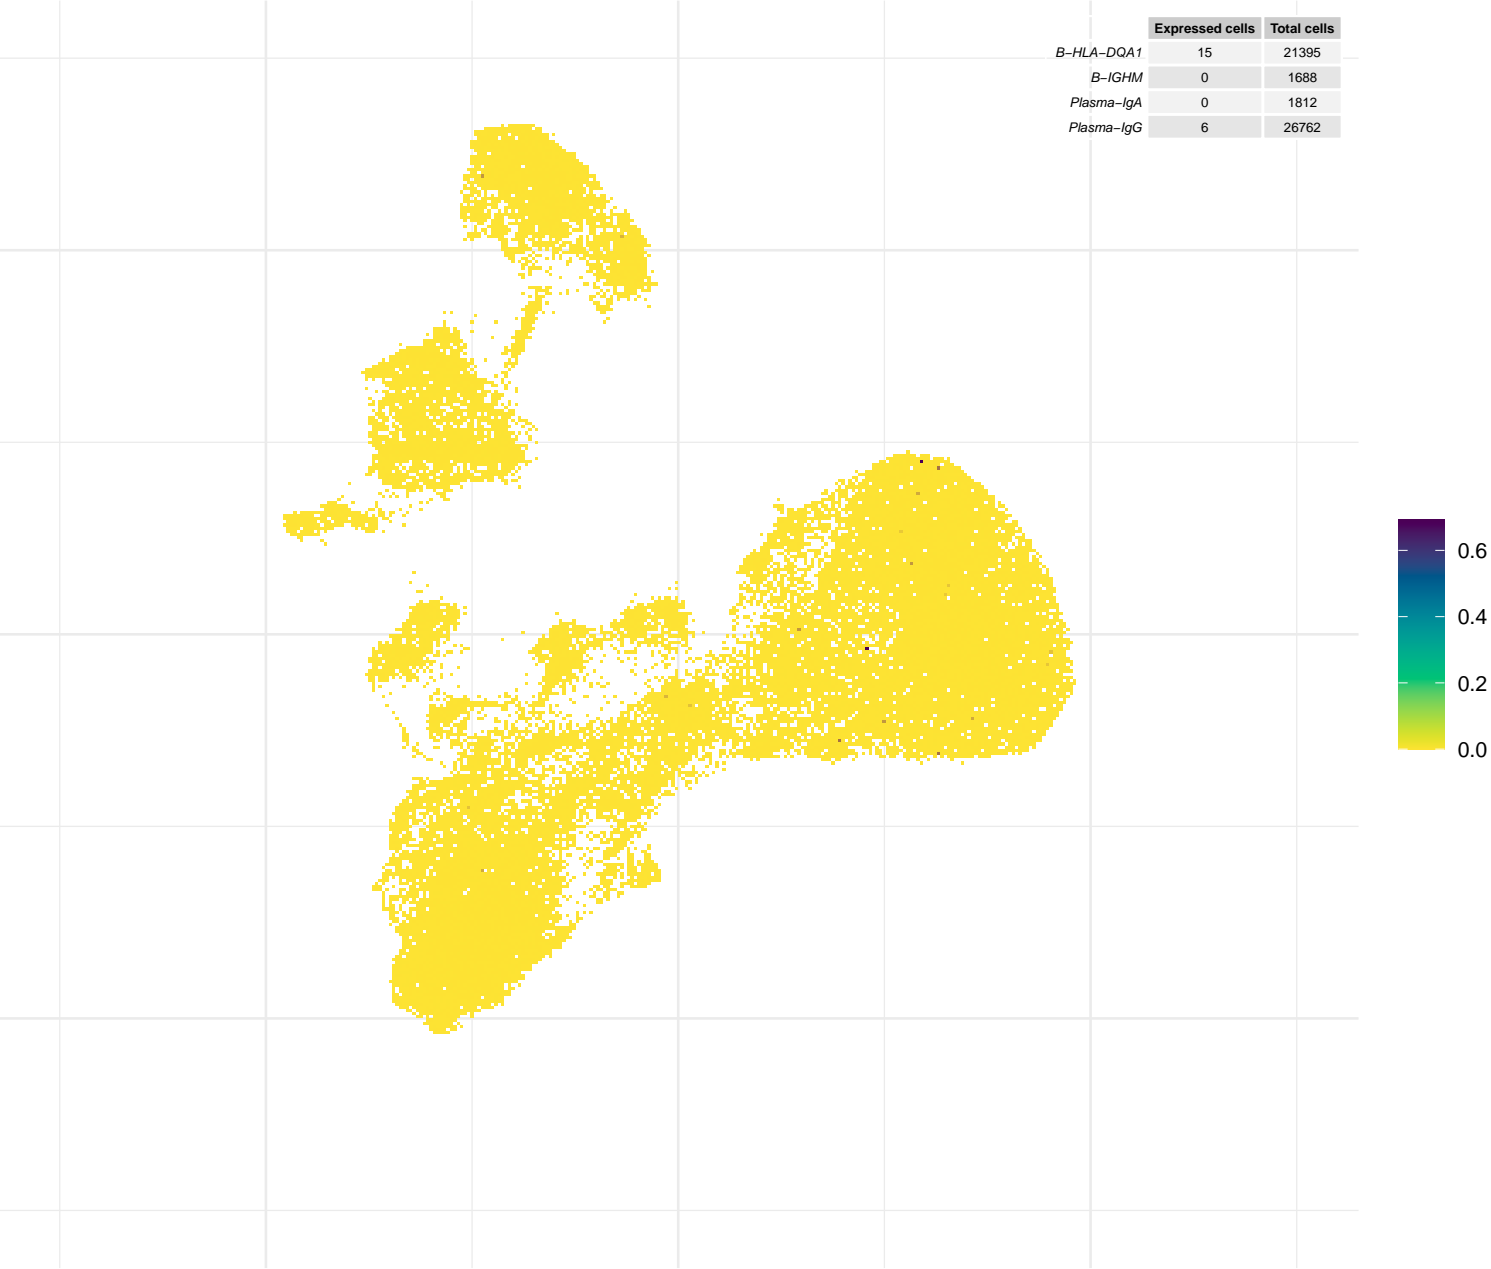 Expressed cells Total cells
B−HLA−DQA1 15 21395
B−IGHM 0 1688
Plasma−IgA 0 1812
Plasma−IgG 6 26762
0.6
0.4
0.2
0.0